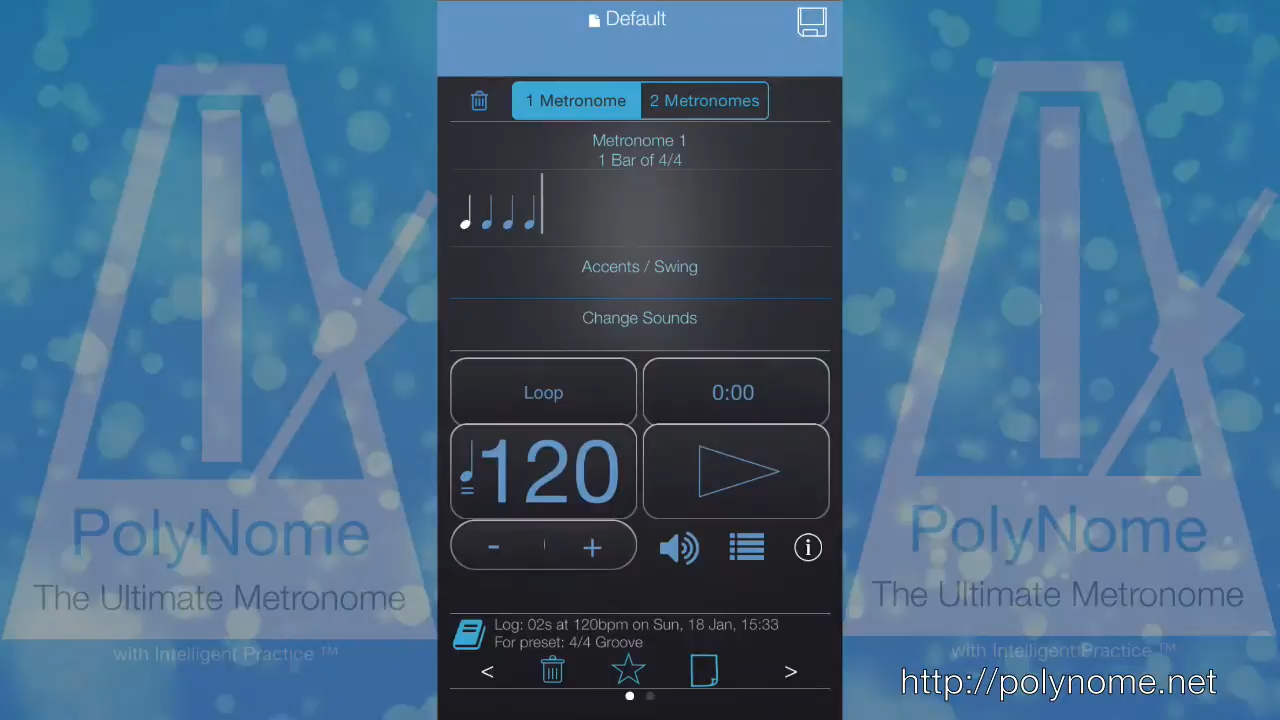 Default
1 Metronome
2 Metronomes
Metronome 1
1 Bar of 4/4
Accents / Swing
Change Sounds
Loop
0:00
=120
- +
i
Log: 02s at 120bpm on Sun, 18 Jan, 15:33
For preset: 4/4 Groove
< >
PolyNome
The Ultimate Metronome
with Intelligent Practice ™
PolyNome
The Ultimate Metronome
with Intelligent Practice ™
http://polynome.net